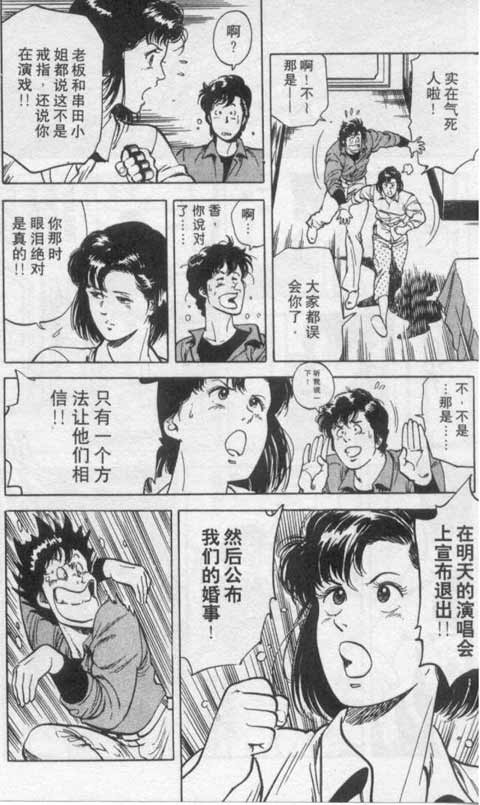 实在气死
人啦！
啊！不～
那是——
大家都误
会你了．
啊？
老板和串田小
姐都说这不是
戒指，还说你
在演戏！！
啊…
香，
你说对
了…
你那时
眼泪绝对
是真的！！
不．不是
…那是……
听我说一
下！
只有一个方
法让他们相
信！！
在明天的演唱会
上宣布退出！！
然后公布
我们的婚事！